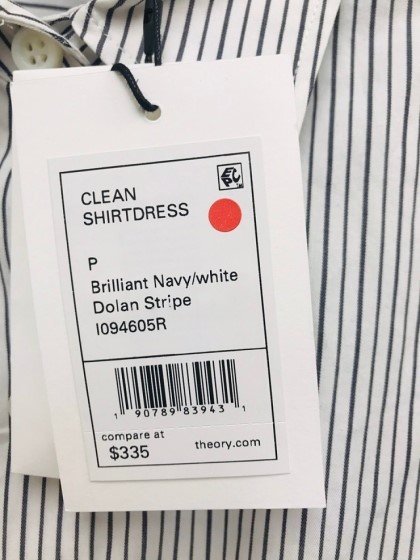 CLEAN
SHIRTDRESS
P
Brilliant Navy/white
Dolan Stripe
I094605R
1 90789 83943 1
compare at
$335
theory.com